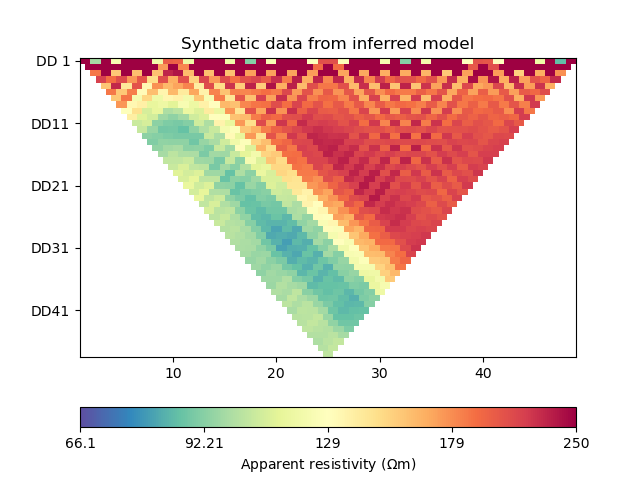 Synthetic data from inferred model
DD 1
DD11
DD21
DD31
DD41
10 20 30 40
66.1 92.21 129 179 250
Apparent resistivity (Ωm)